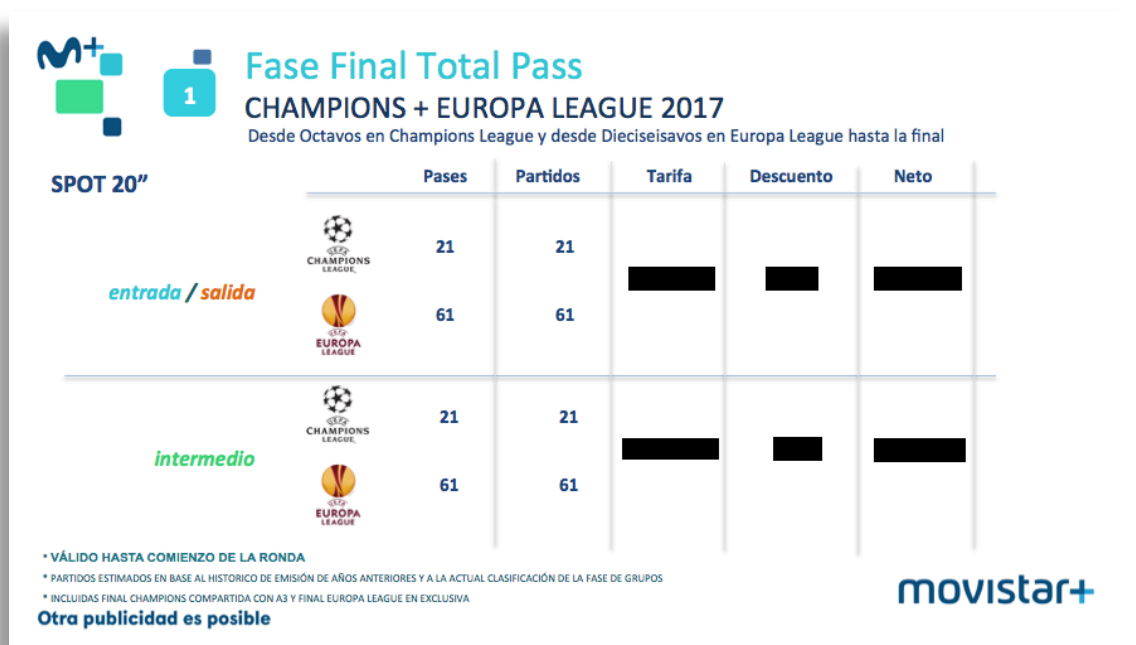 M+
1
Fase Final Total Pass
CHAMPIONS + EUROPA LEAGUE 2017
Desde Octavos en Champions League y desde Dieciseisavos en Europa League hasta la final
SPOT 20”
Pases Partidos Tarifa Descuento Neto
UEFA
CHAMPIONS
LEAGUE
21 21
entrada / salida
UEFA
EUROPA
LEAGUE
61 61
UEFA
CHAMPIONS
LEAGUE
21 21
intermedio
UEFA
EUROPA
LEAGUE
61 61
* VÁLIDO HASTA COMIENZO DE LA RONDA
* PARTIDOS ESTIMADOS EN BASE AL HISTORICO DE EMISIÓN DE AÑOS ANTERIORES Y A LA ACTUAL CLASIFICACIÓN DE LA FASE DE GRUPOS
* INCLUIDAS FINAL CHAMPIONS COMPARTIDA CON A3 Y FINAL EUROPA LEAGUE EN EXCLUSIVA
Otra publicidad es posible
movistar+